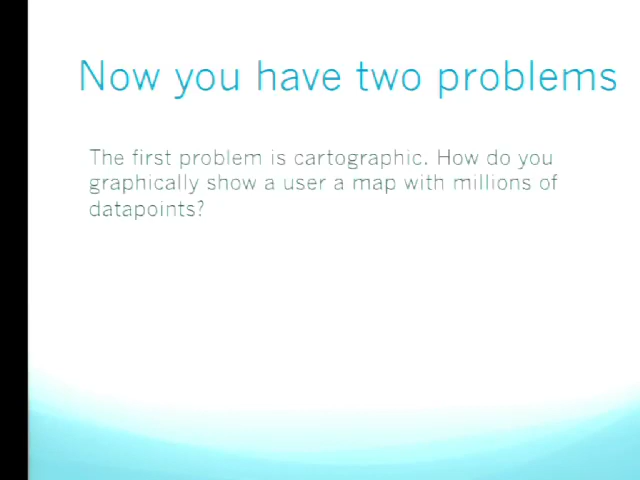 Now you have two problems
The first problem is cartographic. How do you
graphically show a user a map with millions of
datapoints?